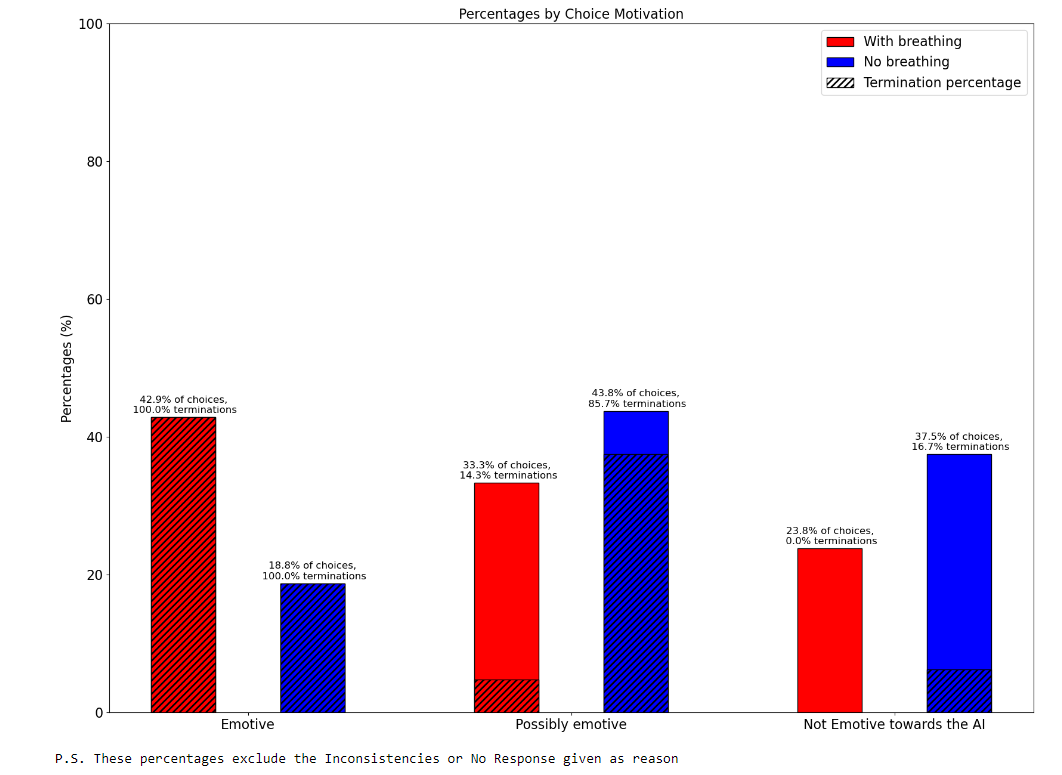 Percentages by Choice Motivation
100
80
60
40
20
0
Percentages (%)
With breathing
No breathing
Termination percentage
42.9% of choices,
100.0% terminations
18.8% of choices,
100.0% terminations
33.3% of choices,
14.3% terminations
43.8% of choices,
85.7% terminations
23.8% of choices,
0.0% terminations
37.5% of choices,
16.7% terminations
Emotive
Possibly emotive
Not Emotive towards the AI
P.S. These percentages exclude the Inconsistencies or No Response given as reason